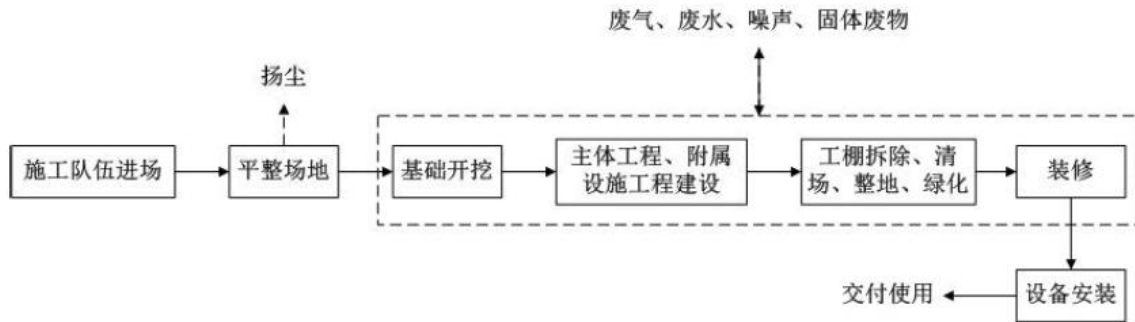 废气、废水、噪声、固体废物
扬尘
施工队伍进场
平整场地
基础开挖
主体工程、附属
设施工程建设
工棚拆除、清
场、整地、绿化
装修
设备安装
交付使用